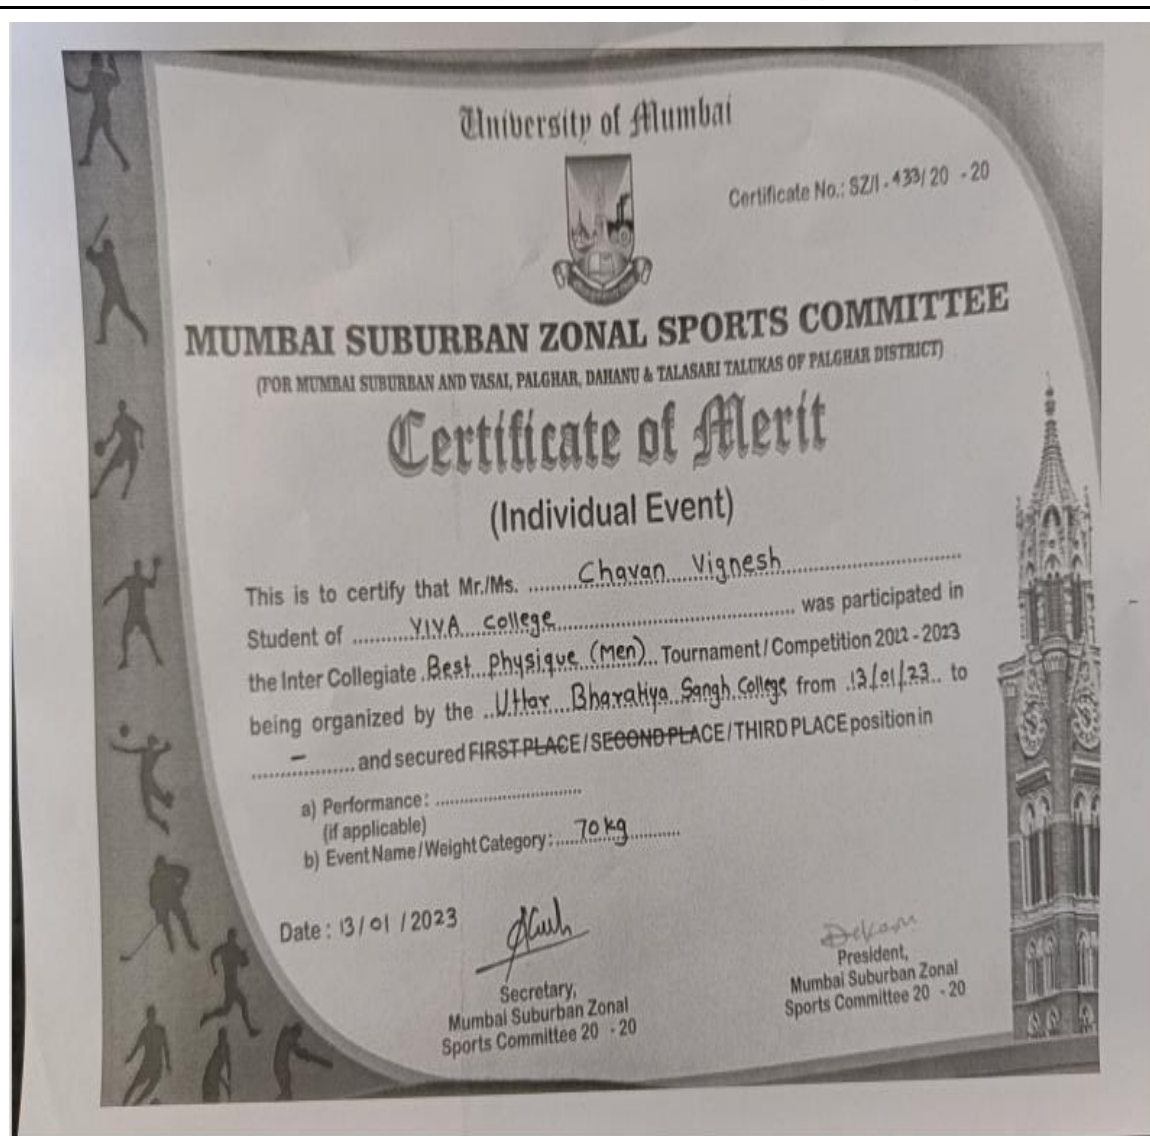 University of Mumbai
Certificate No.: SZ/I - 433/ 20 - 20
MUMBAI SUBURBAN ZONAL SPORTS COMMITTEE
(FOR MUMBAI SUBURBAN AND VASAI, PALGHAR, DAHANU & TALASARI TALUKAS OF PALGHAR DISTRICT)
Certificate of Merit
(Individual Event)
This is to certify that Mr./Ms. ........Chavan....Vignesh..............................
Student of ..........VIVA...College......................................... was participated in
the Inter Collegiate .Best...Physique...(Men)... Tournament / Competition 2022 - 2023
being organized by the ..Uttar...Bharatiya..Sangh.College from .13/01/23.. to
........–.......... and secured FIRST PLACE / SECOND PLACE / THIRD PLACE position in
a) Performance : ................................
(if applicable)
b) Event Name / Weight Category : .....70 kg...........
Date : 13/ 01 / 2023
Secretary,
Mumbai Suburban Zonal
Sports Committee 20 - 20
President,
Mumbai Suburban Zonal
Sports Committee 20 - 20